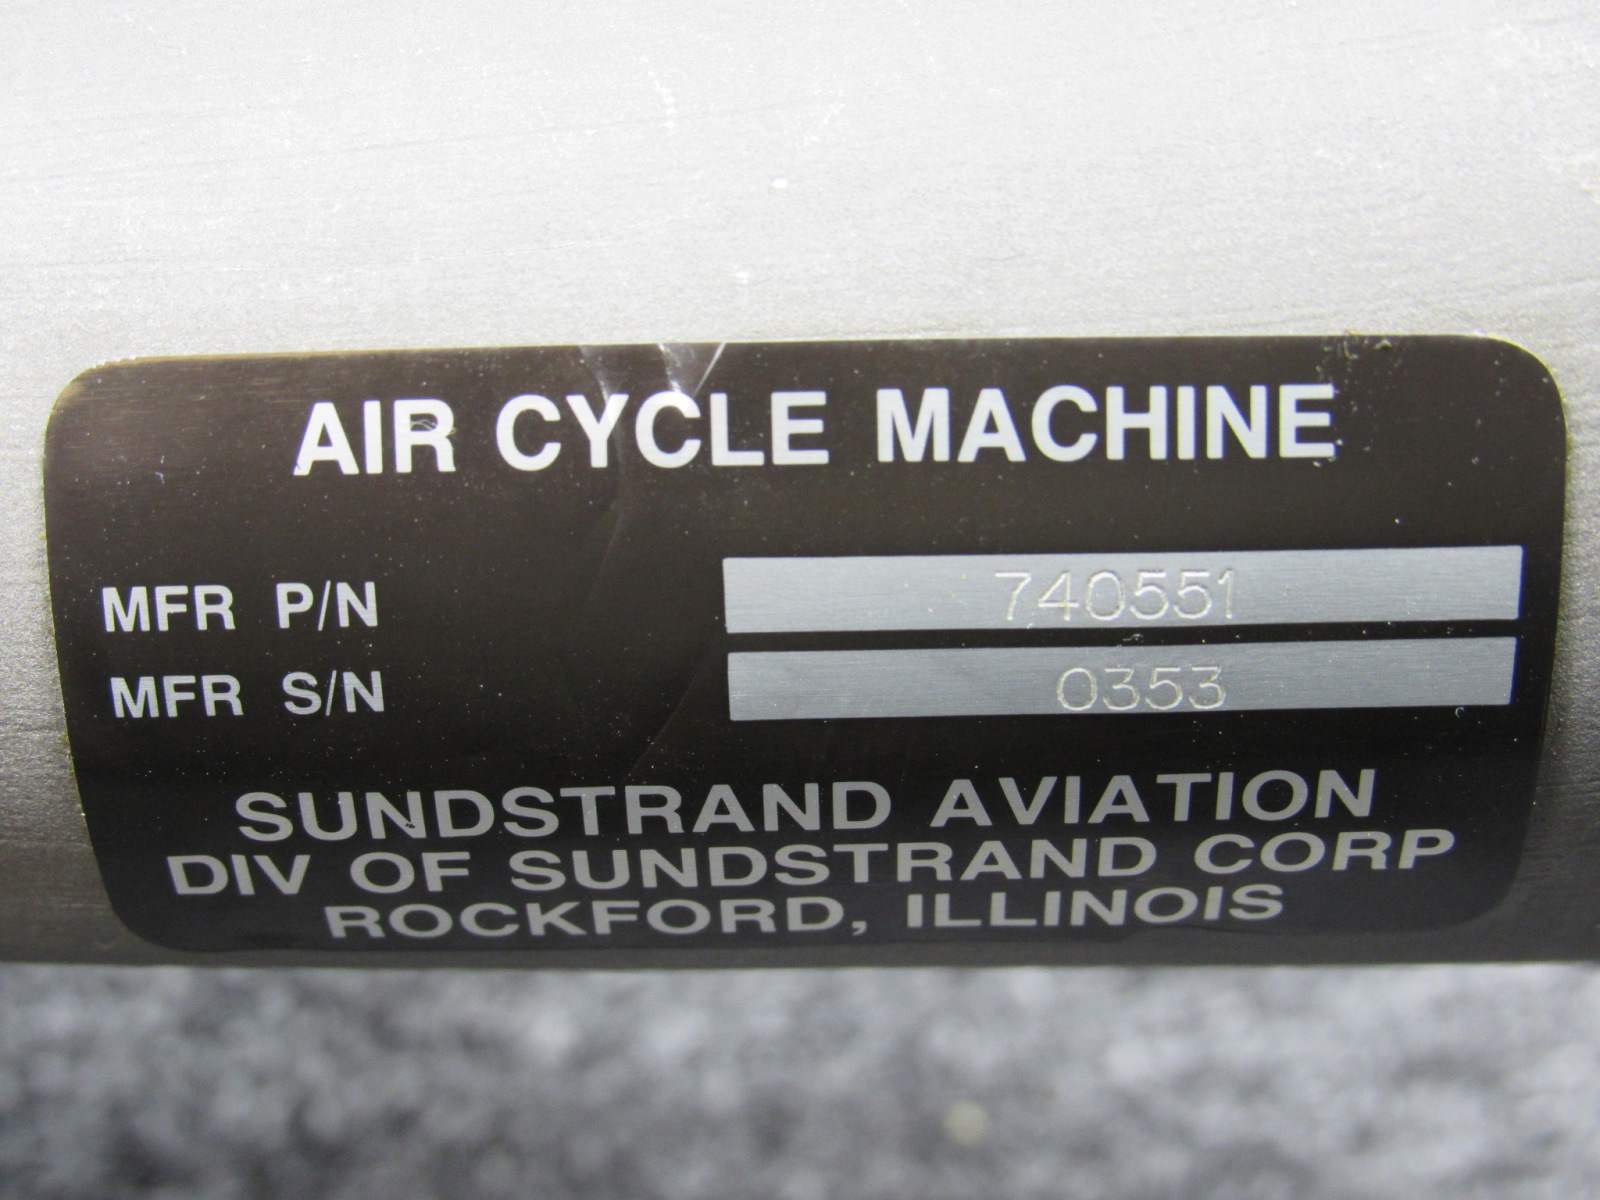 AIR CYCLE MACHINE
MFR P/N 740551
MFR S/N 0353
SUNDSTRAND AVIATION
DIV OF SUNDSTRAND CORP
ROCKFORD, ILLINOIS